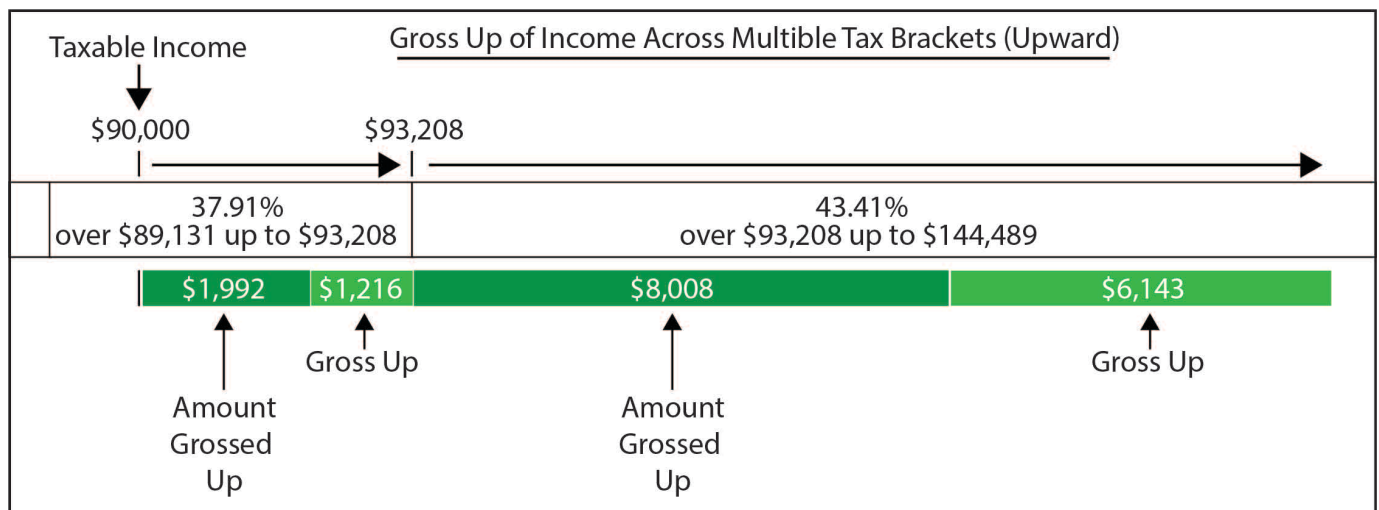 Gross Up of Income Across Multible Tax Brackets (Upward)
Taxable Income
$90,000
$93,208
37.91%
over $89,131 up to $93,208
43.41%
over $93,208 up to $144,489
$1,992
$1,216
$8,008
$6,143
Gross Up
Gross Up
Amount
Grossed
Up
Amount
Grossed
Up